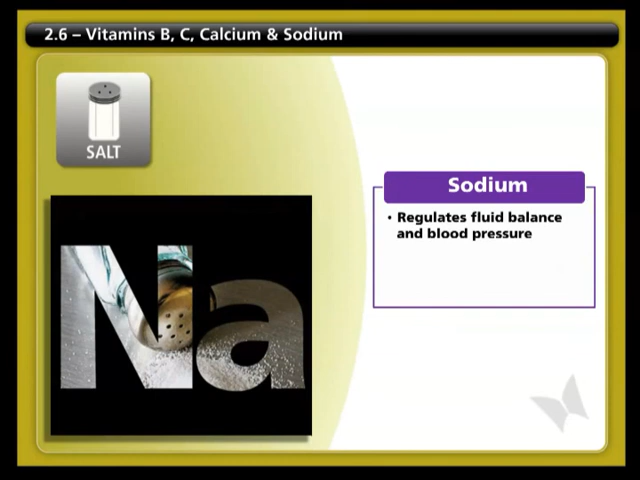 2.6 – Vitamins B, C, Calcium & Sodium
SALT
Na
Sodium
• Regulates fluid balance
and blood pressure